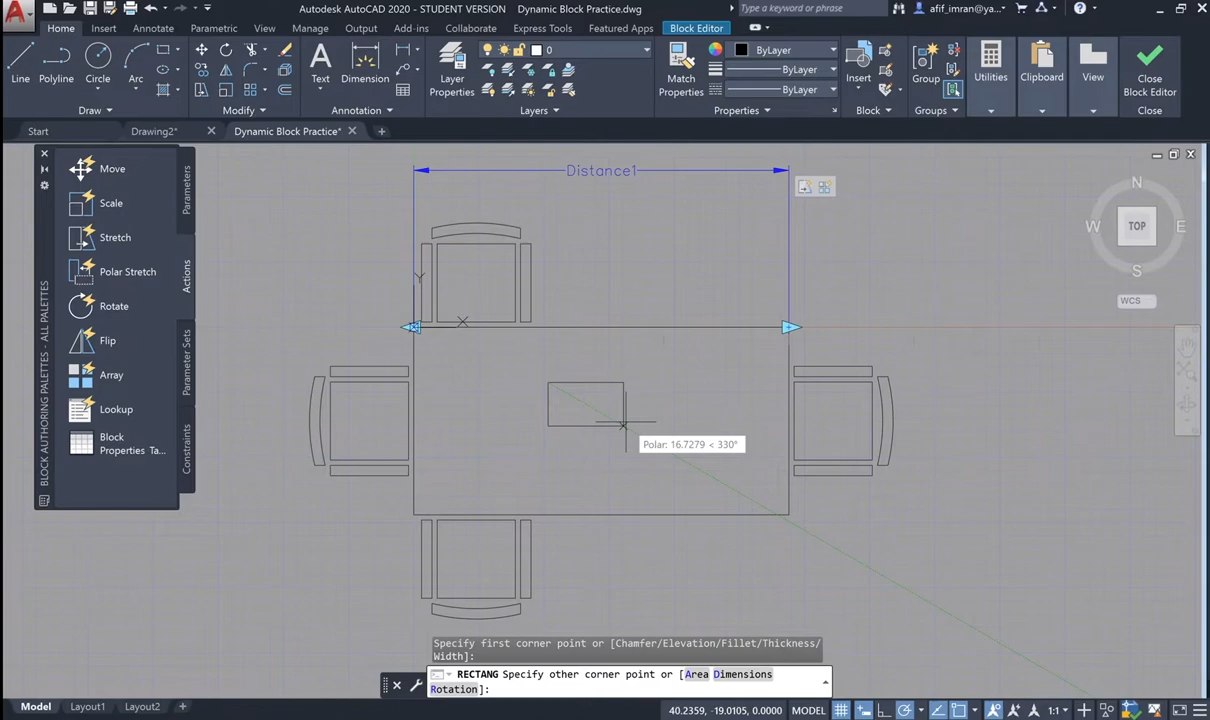 Autodesk AutoCAD 2020 - STUDENT VERSION Dynamic Block Practice.dwg
Type a keyword or phrase
afif_imran@ya...
Home Insert Annotate Parametric View Manage Output Add-ins Collaborate Express Tools Featured Apps Block Editor
Line Polyline Circle Arc
Text Dimension
Layer Properties
0
Match Properties
ByLayer
ByLayer
ByLayer
Insert
Group
Utilities
Clipboard
View
Close Block Editor
Draw Modify Annotation Layers Properties Block Groups Close
Start Drawing2* Dynamic Block Practice*
BLOCK AUTHORING PALETTES - ALL PALETTES
Move
Scale
Stretch
Polar Stretch
Rotate
Flip
Array
Lookup
Block
Properties Ta...
Parameters
Actions
Parameter Sets
Constraints
Distance1
Y
X
N
W TOP E
S
WCS
Polar: 16.7279 < 330°
Specify first corner point or [Chamfer/Elevation/Fillet/Thickness/
Width]:
RECTANG Specify other corner point or [Area Dimensions
Rotation]:
Model Layout1 Layout2
40.2359, -19.0105, 0.0000 MODEL 1:1